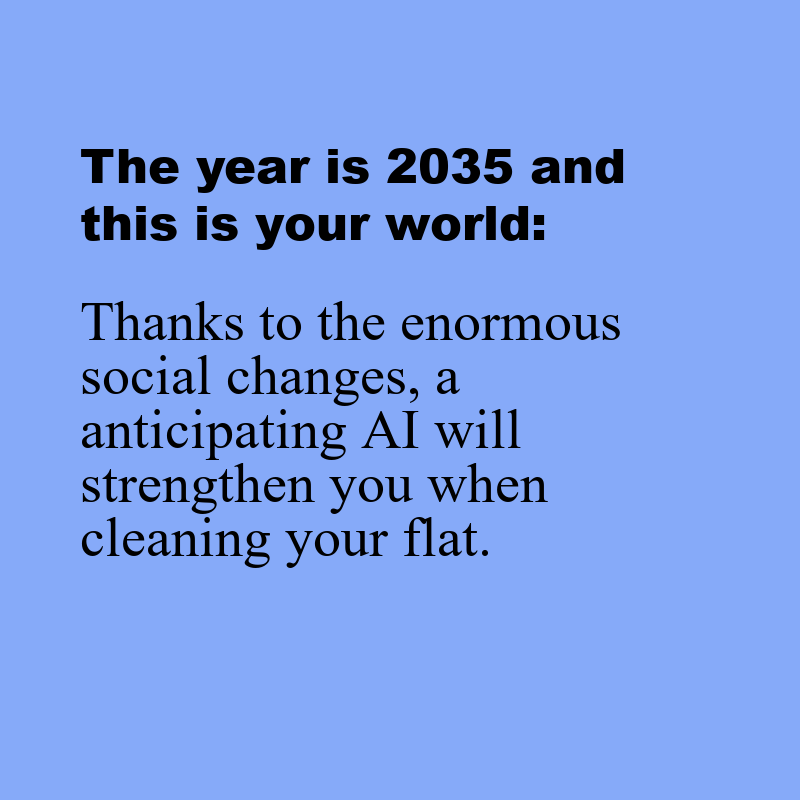 The year is 2035 and
this is your world:
Thanks to the enormous
social changes, a
anticipating AI will
strengthen you when
cleaning your flat.